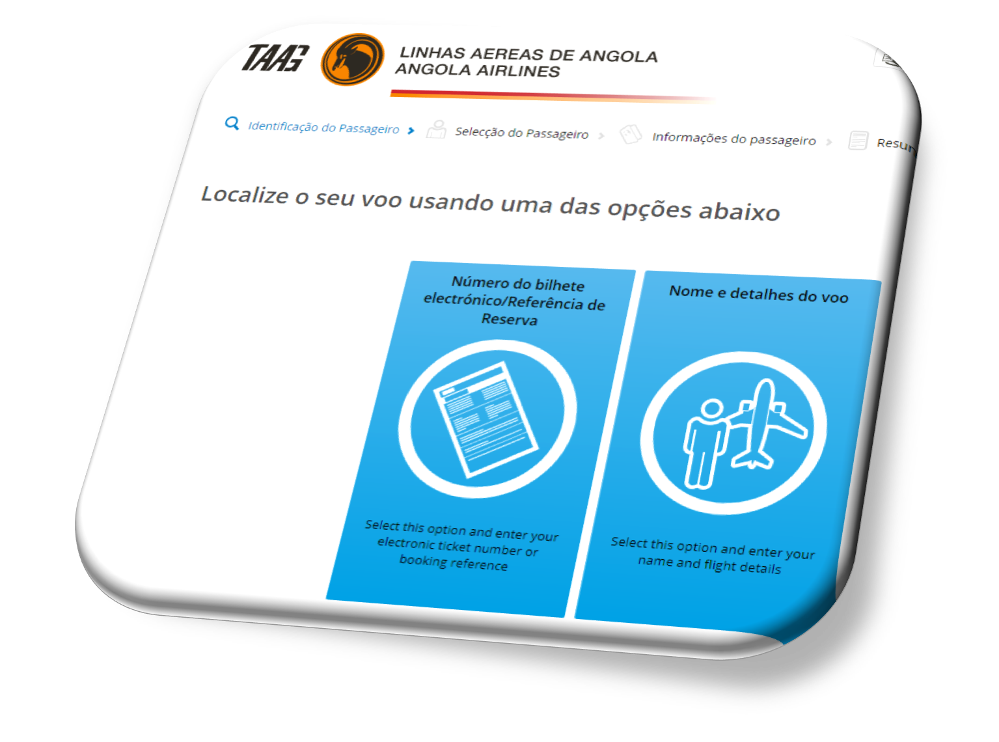 TAAG
LINHAS AEREAS DE ANGOLA
ANGOLA AIRLINES
Identificação do Passageiro
Selecção do Passageiro
Informações do passageiro
Localize o seu voo usando uma das opções abaixo
Número do bilhete
electrónico/Referência de
Reserva
Select this option and enter your
electronic ticket number or
booking reference
Nome e detalhes do voo
Select this option and enter your
name and flight details